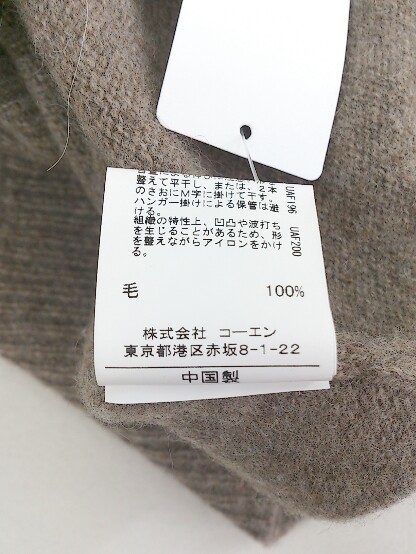 整えて平干し、または、2本
のさおにM字に掛けて干す。
ハンガー掛けによる保管は避
ける。
組織の特性上、凹凸や波打ち
を生じることがあるため、形
を整えながらアイロンをかけ
る。
UAF196 UAF200
毛 100%
株式会社 コーエン
東京都港区赤坂8-1-22
中国製